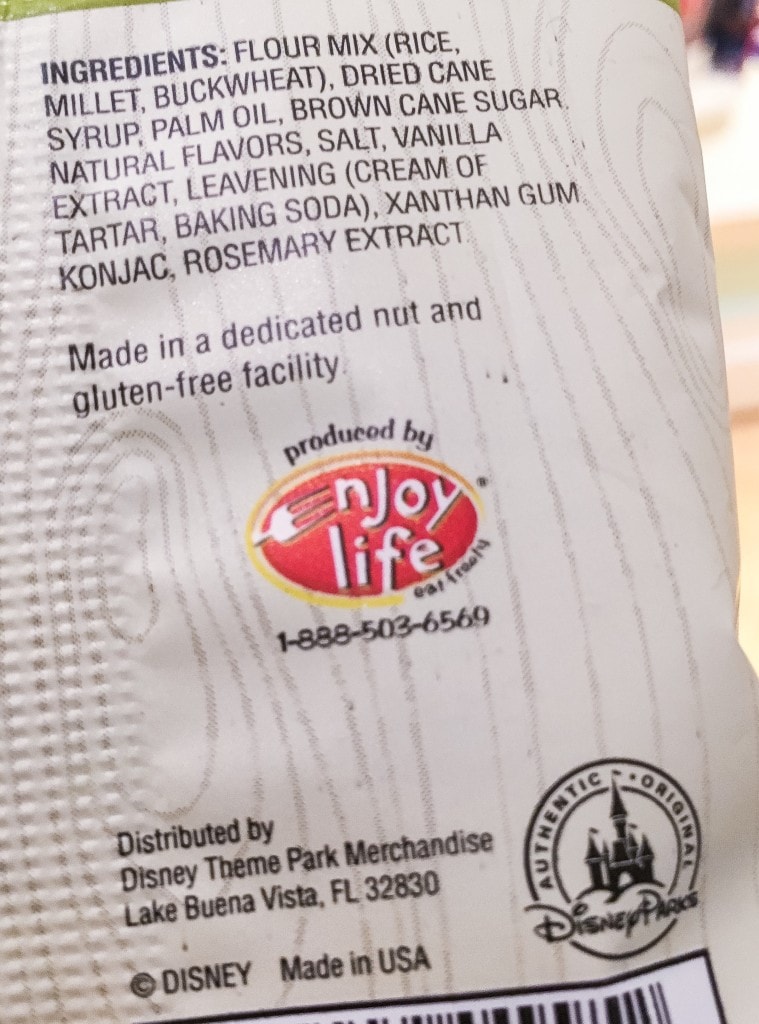 INGREDIENTS: FLOUR MIX (RICE,
MILLET, BUCKWHEAT), DRIED CANE
SYRUP, PALM OIL, BROWN CANE SUGAR,
NATURAL FLAVORS, SALT, VANILLA
EXTRACT, LEAVENING (CREAM OF
TARTAR, BAKING SODA), XANTHAN GUM,
KONJAC, ROSEMARY EXTRACT.
Made in a dedicated nut and
gluten-free facility.
produced by
enjoy
life
®
eat freely
1-888-503-6569
Distributed by
Disney Theme Park Merchandise
Lake Buena Vista, FL 32830
© DISNEY Made in USA
AUTHENTIC • ORIGINAL
DISNEY PARKS